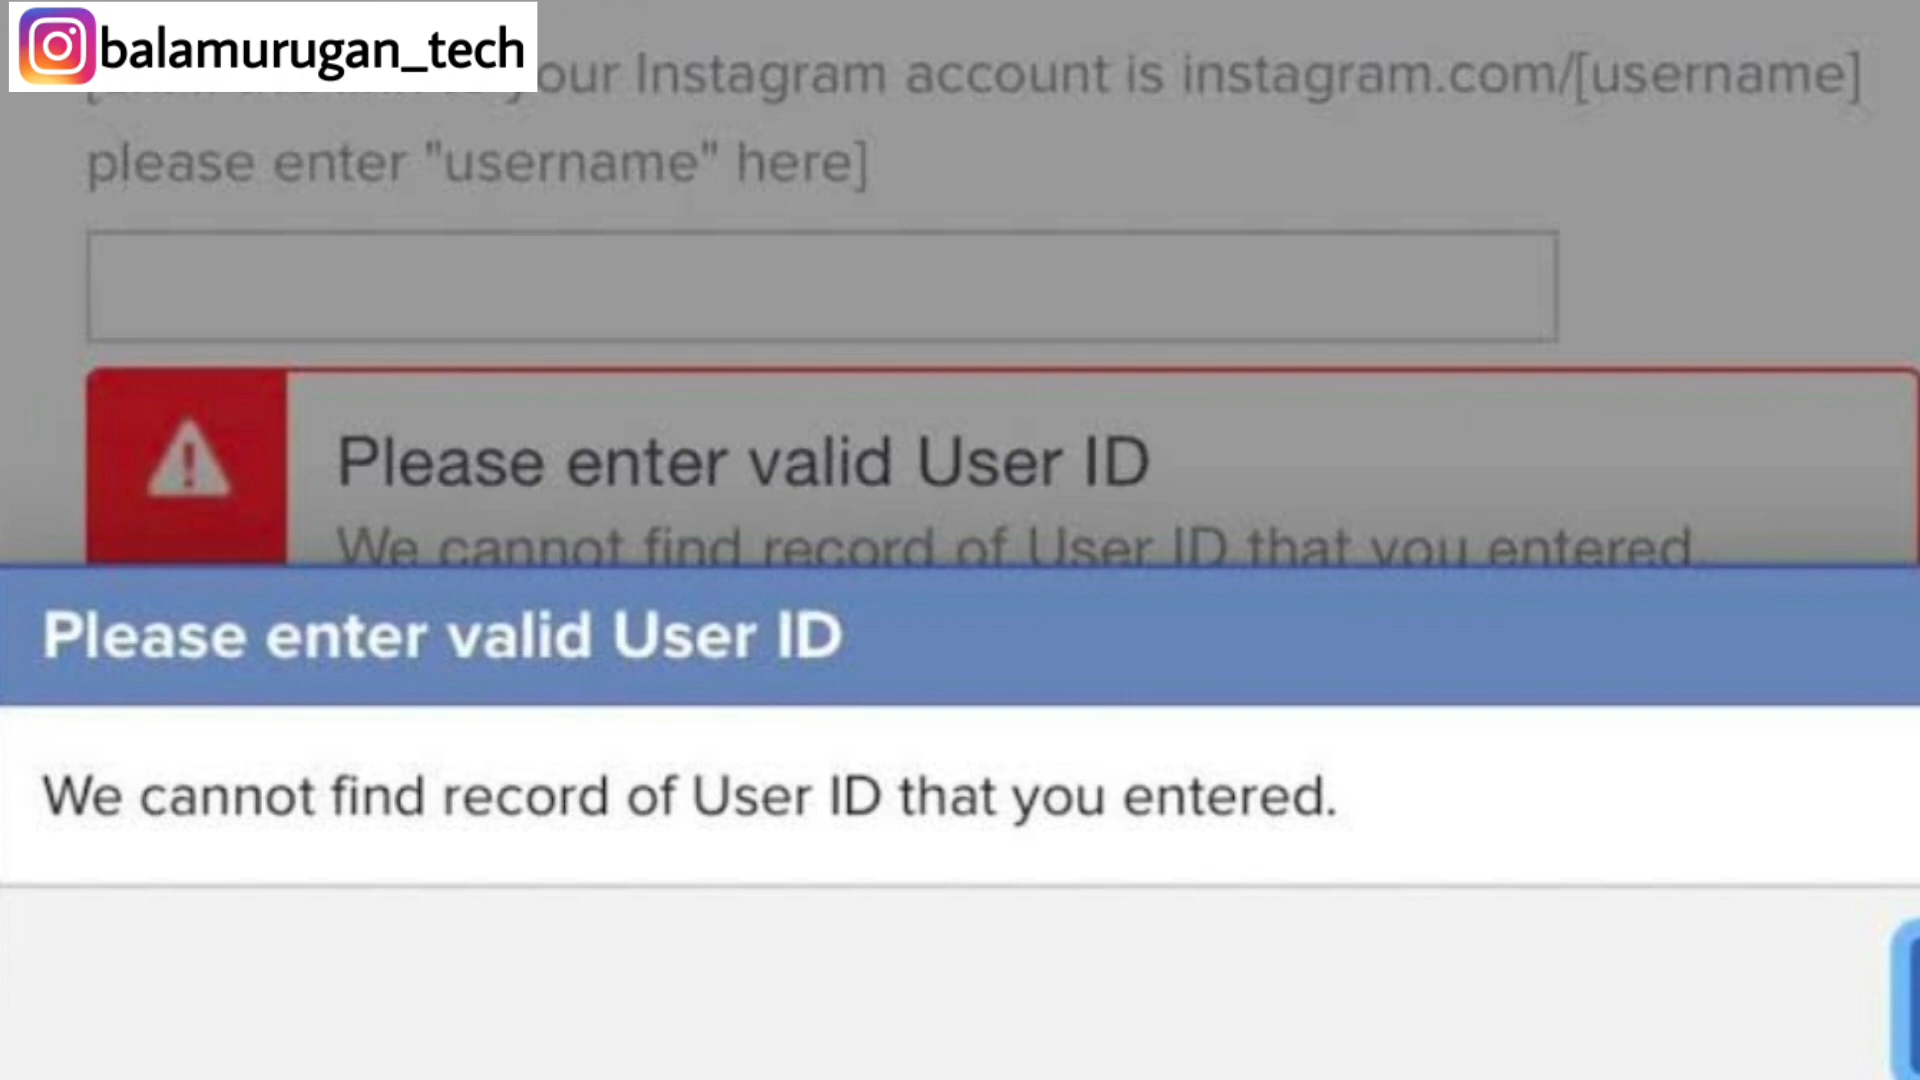 balamurugan_tech
your Instagram account is instagram.com/[username]
please enter "username" here]
Please enter valid User ID
We cannot find record of User ID that you entered.
Please enter valid User ID
We cannot find record of User ID that you entered.